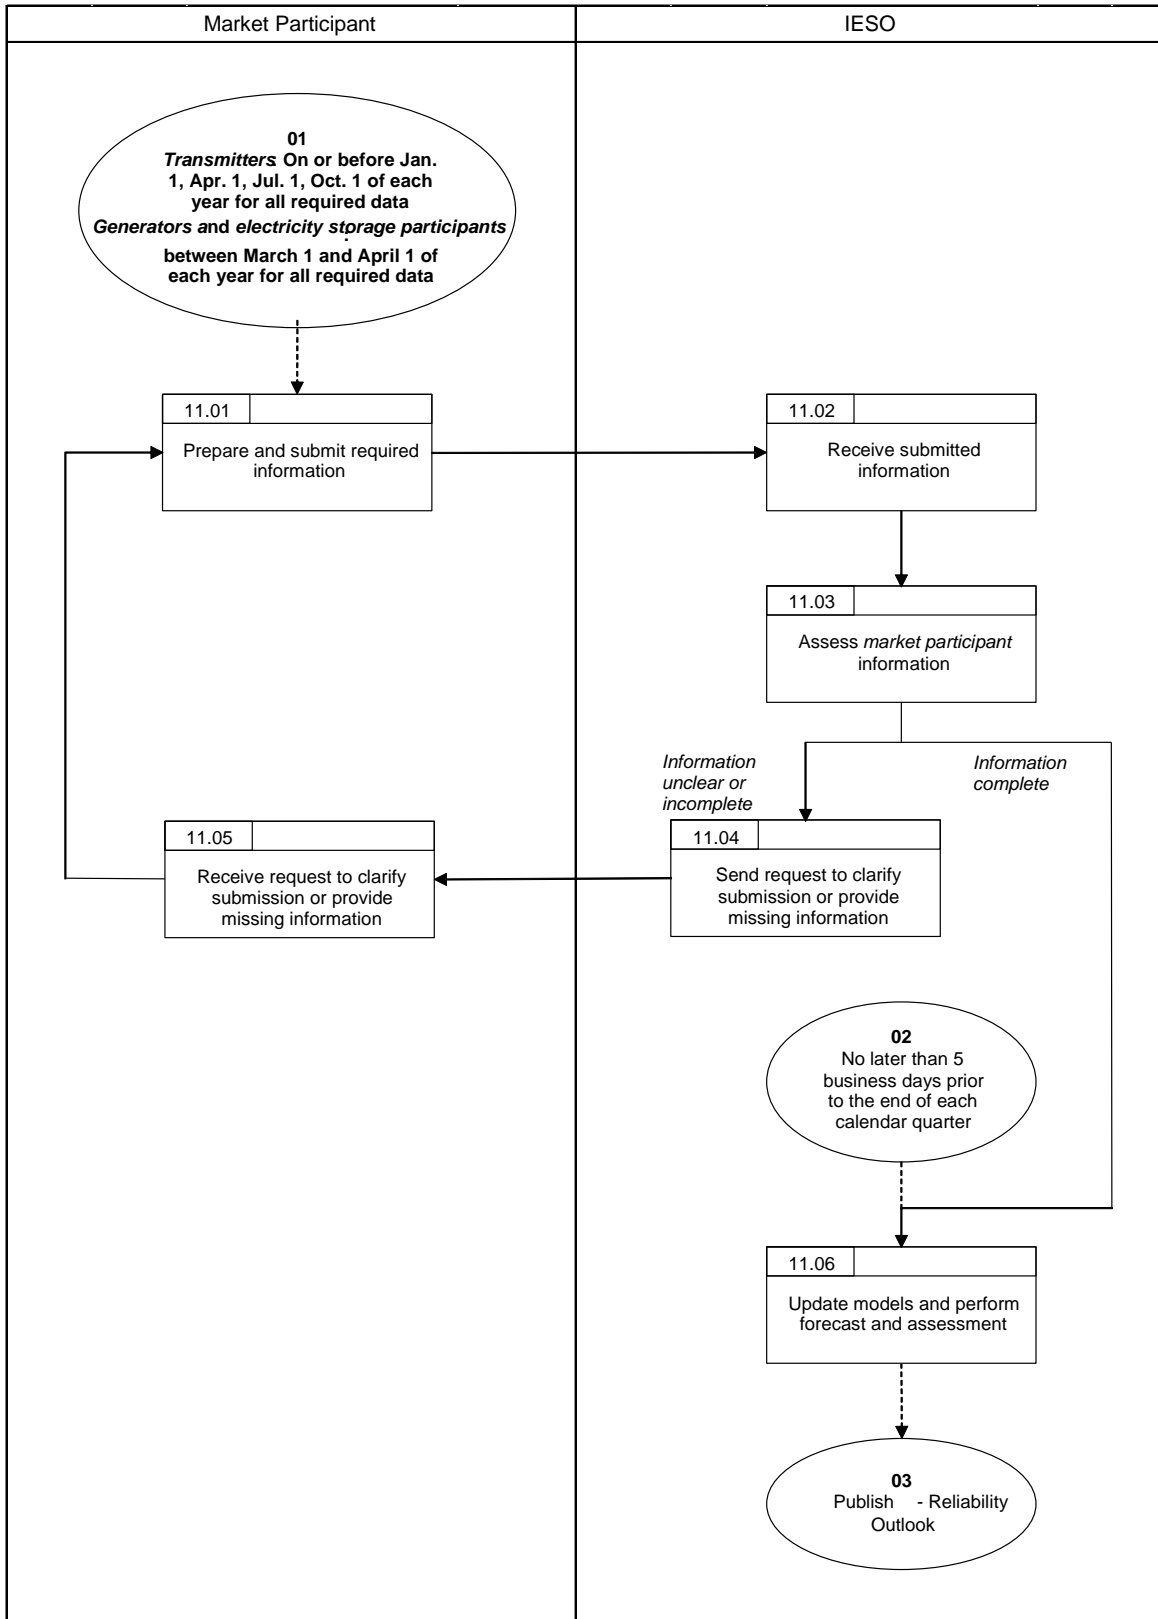 Market Participant
IESO
01
Transmitters: On or before Jan.
1, Apr. 1, Jul. 1, Oct. 1 of each
year for all required data
Generators and electricity storage participants
:
between March 1 and April 1 of
each year for all required data
11.01
Prepare and submit required
information
11.02
Receive submitted
information
11.03
Assess market participant
information
Information
unclear or
incomplete
Information
complete
11.05
Receive request to clarify
submission or provide
missing information
11.04
Send request to clarify
submission or provide
missing information
02
No later than 5
business days prior
to the end of each
calendar quarter
11.06
Update models and perform
forecast and assessment
03
Publish - Reliability
Outlook